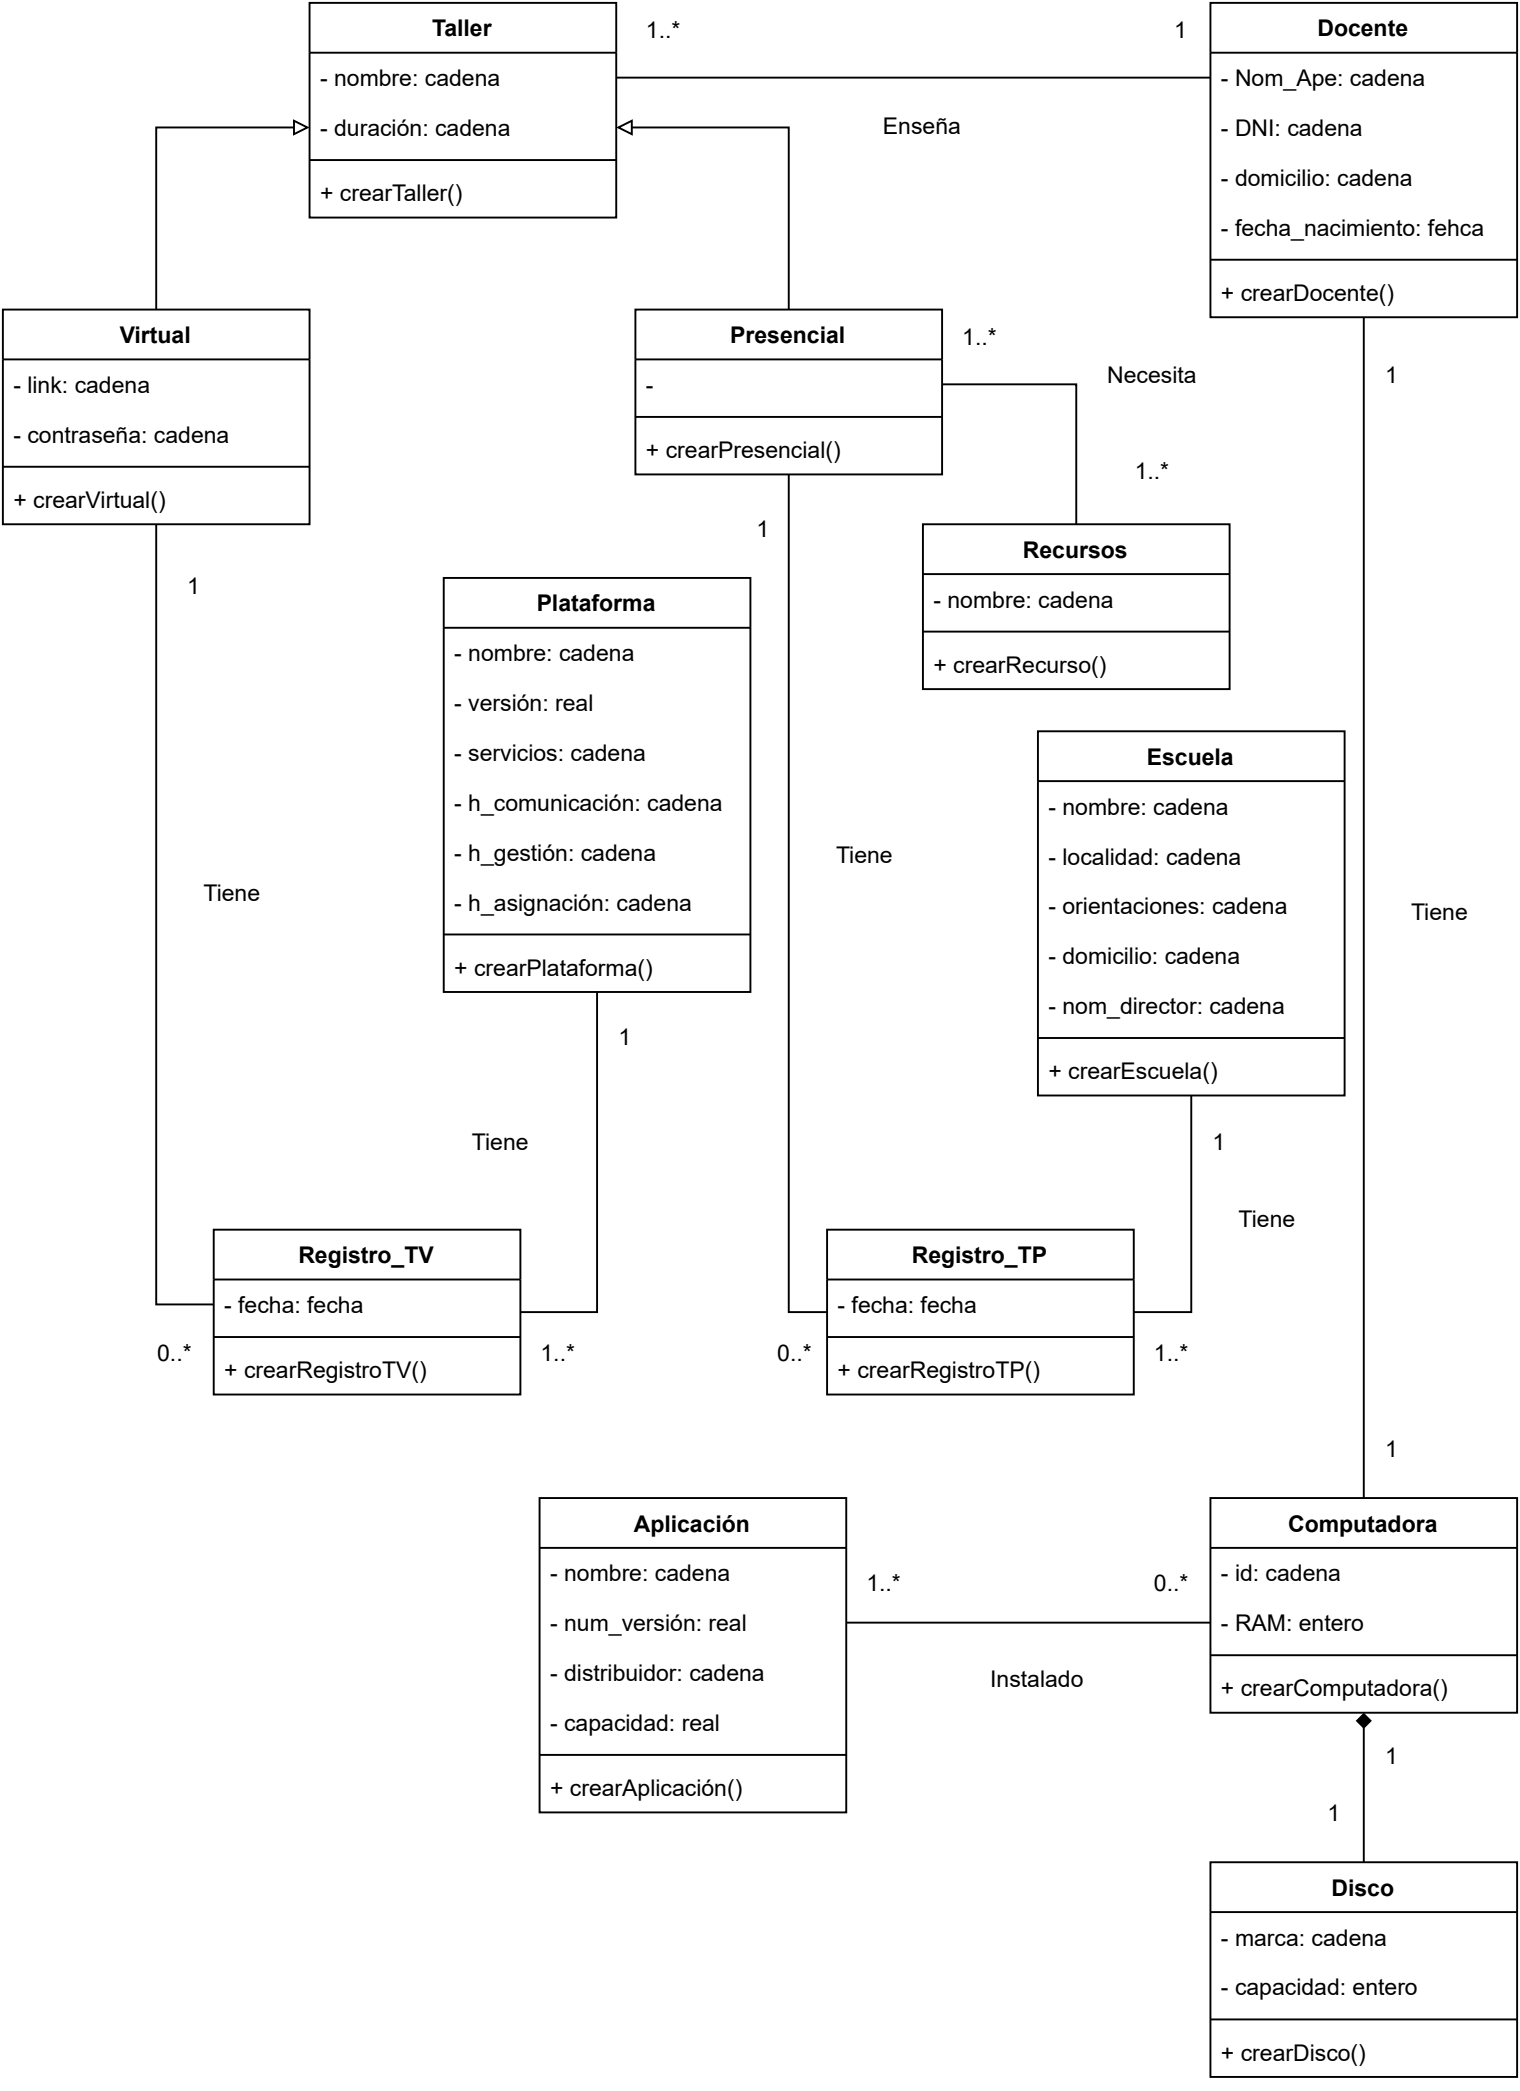 Taller
- nombre: cadena
- duración: cadena
+ crearTaller()
1..*
1
Enseña
Docente
- Nom_Ape: cadena
- DNI: cadena
- domicilio: cadena
- fecha_nacimiento: fehca
+ crearDocente()
Virtual
- link: cadena
- contraseña: cadena
+ crearVirtual()
Presencial
-
+ crearPresencial()
1..*
Necesita
1..*
1
1
1
Recursos
- nombre: cadena
+ crearRecurso()
Plataforma
- nombre: cadena
- versión: real
- servicios: cadena
- h_comunicación: cadena
- h_gestión: cadena
- h_asignación: cadena
+ crearPlataforma()
Escuela
- nombre: cadena
- localidad: cadena
- orientaciones: cadena
- domicilio: cadena
- nom_director: cadena
+ crearEscuela()
Tiene
Tiene
Tiene
1
Tiene
1
Tiene
Registro_TV
- fecha: fecha
+ crearRegistroTV()
0..*
1..*
Registro_TP
- fecha: fecha
+ crearRegistroTP()
0..*
1..*
1
Aplicación
- nombre: cadena
- num_versión: real
- distribuidor: cadena
- capacidad: real
+ crearAplicación()
1..*
0..*
Instalado
Computadora
- id: cadena
- RAM: entero
+ crearComputadora()
1
1
Disco
- marca: cadena
- capacidad: entero
+ crearDisco()